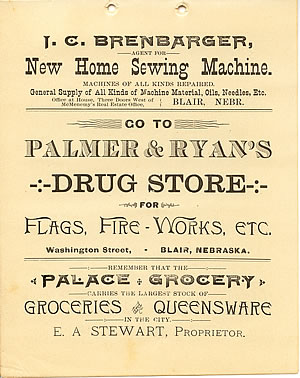 J. C. BRENBARGER,
AGENT FOR
New Home Sewing Machine.
MACHINES OF ALL KINDS REPAIRED.
General Supply of All Kinds of Machine Material, Oils, Needles, Etc.
Office at House, Three Doors West of
McMenemy's Real Estate Office,
BLAIR, NEBR.
GO TO
PALMER & RYAN'S
DRUG STORE
FOR
FLAGS, FIRE-WORKS, ETC.
Washington Street, - BLAIR, NEBRASKA.
REMEMBER THAT THE
PALACE GROCERY
CARRIES THE LARGEST STOCK OF
GROCERIES & QUEENSWARE
IN THE CITY.
E. A STEWART, PROPRIETOR.